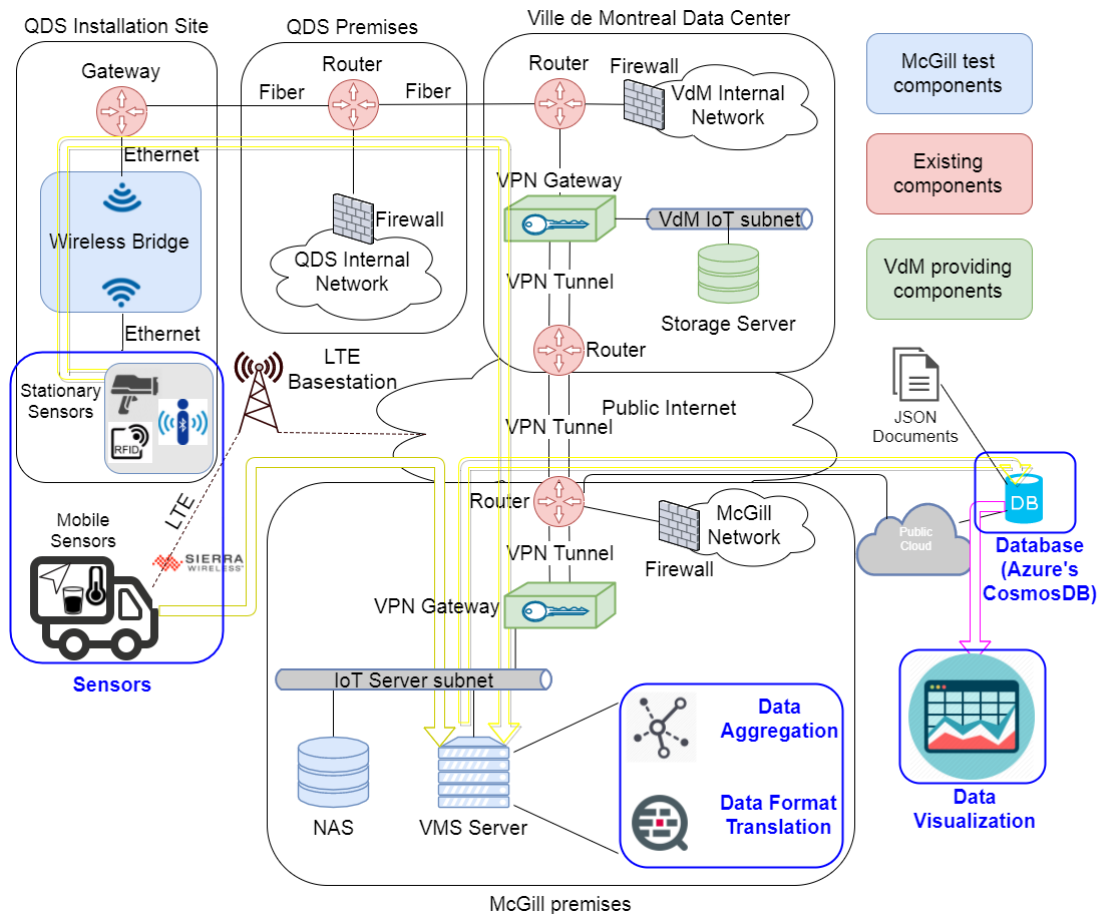 QDS Installation Site
QDS Premises
Ville de Montreal Data Center
Gateway
Router
Router
Firewall
Fiber
Fiber
VdM Internal
Network
Ethernet
VPN Gateway
Wireless Bridge
Firewall
VdM IoT subnet
QDS Internal
Network
VPN Tunnel
Storage Server
Ethernet
Router
LTE
Basestation
Stationary
Sensors
RFID
Public Internet
VPN Tunnel
LTE
Mobile
Sensors
SIERRA
WIRELESS
Sensors
Router
McGill
Network
Firewall
VPN Tunnel
VPN Gateway
IoT Server subnet
NAS
VMS Server
Data
Aggregation
Data Format
Translation
McGill premises
McGill test
components
Existing
components
VdM providing
components
JSON
Documents
Public
Cloud
DB
Database
(Azure's
CosmosDB)
Data
Visualization